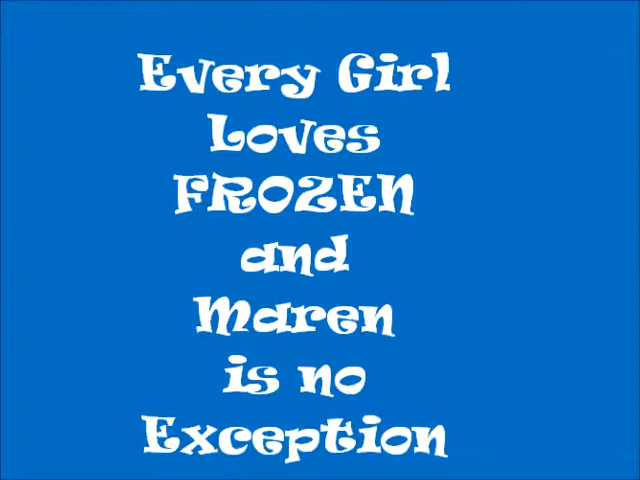 Every Girl
Loves
FROZEN
and
Maren
is no
Exception